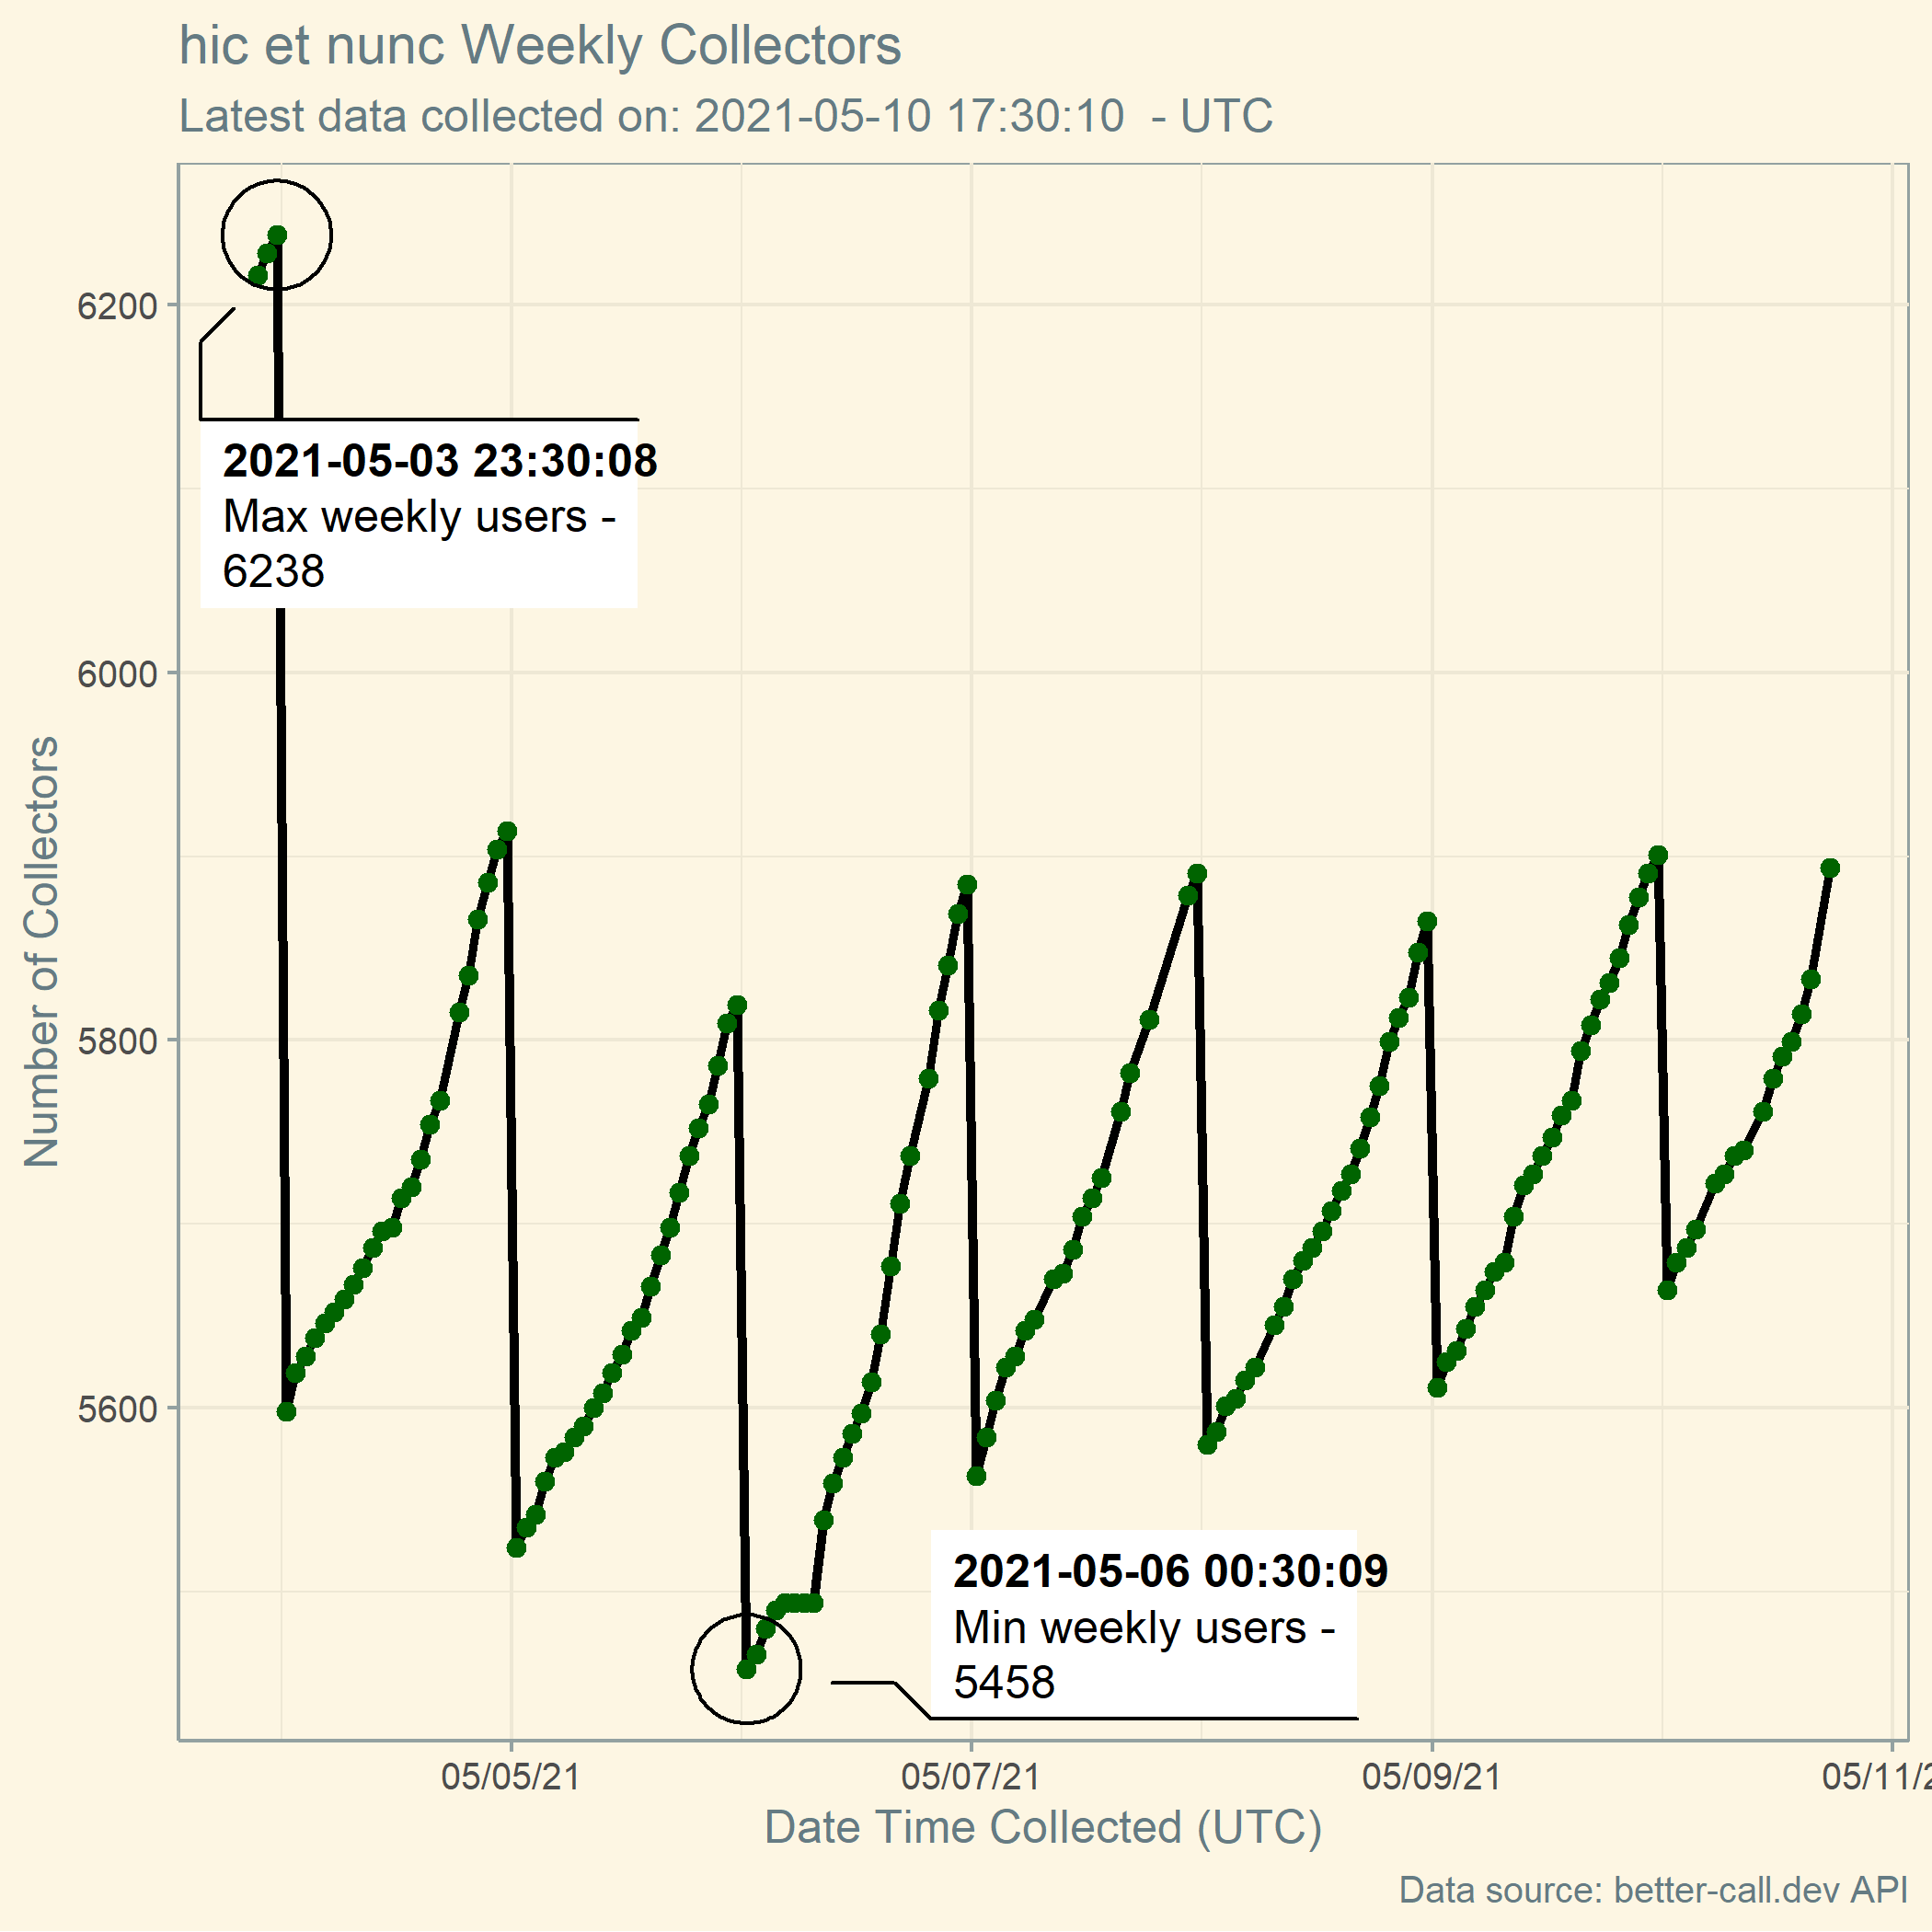 hic et nunc Weekly Collectors
Latest data collected on: 2021-05-10 17:30:10  - UTC
Number of Collectors
6200
6000
5800
5600
2021-05-03 23:30:08
Max weekly users -
6238
2021-05-06 00:30:09
Min weekly users -
5458
05/05/21
05/07/21
05/09/21
05/11/2
Date Time Collected (UTC)
Data source: better-call.dev API